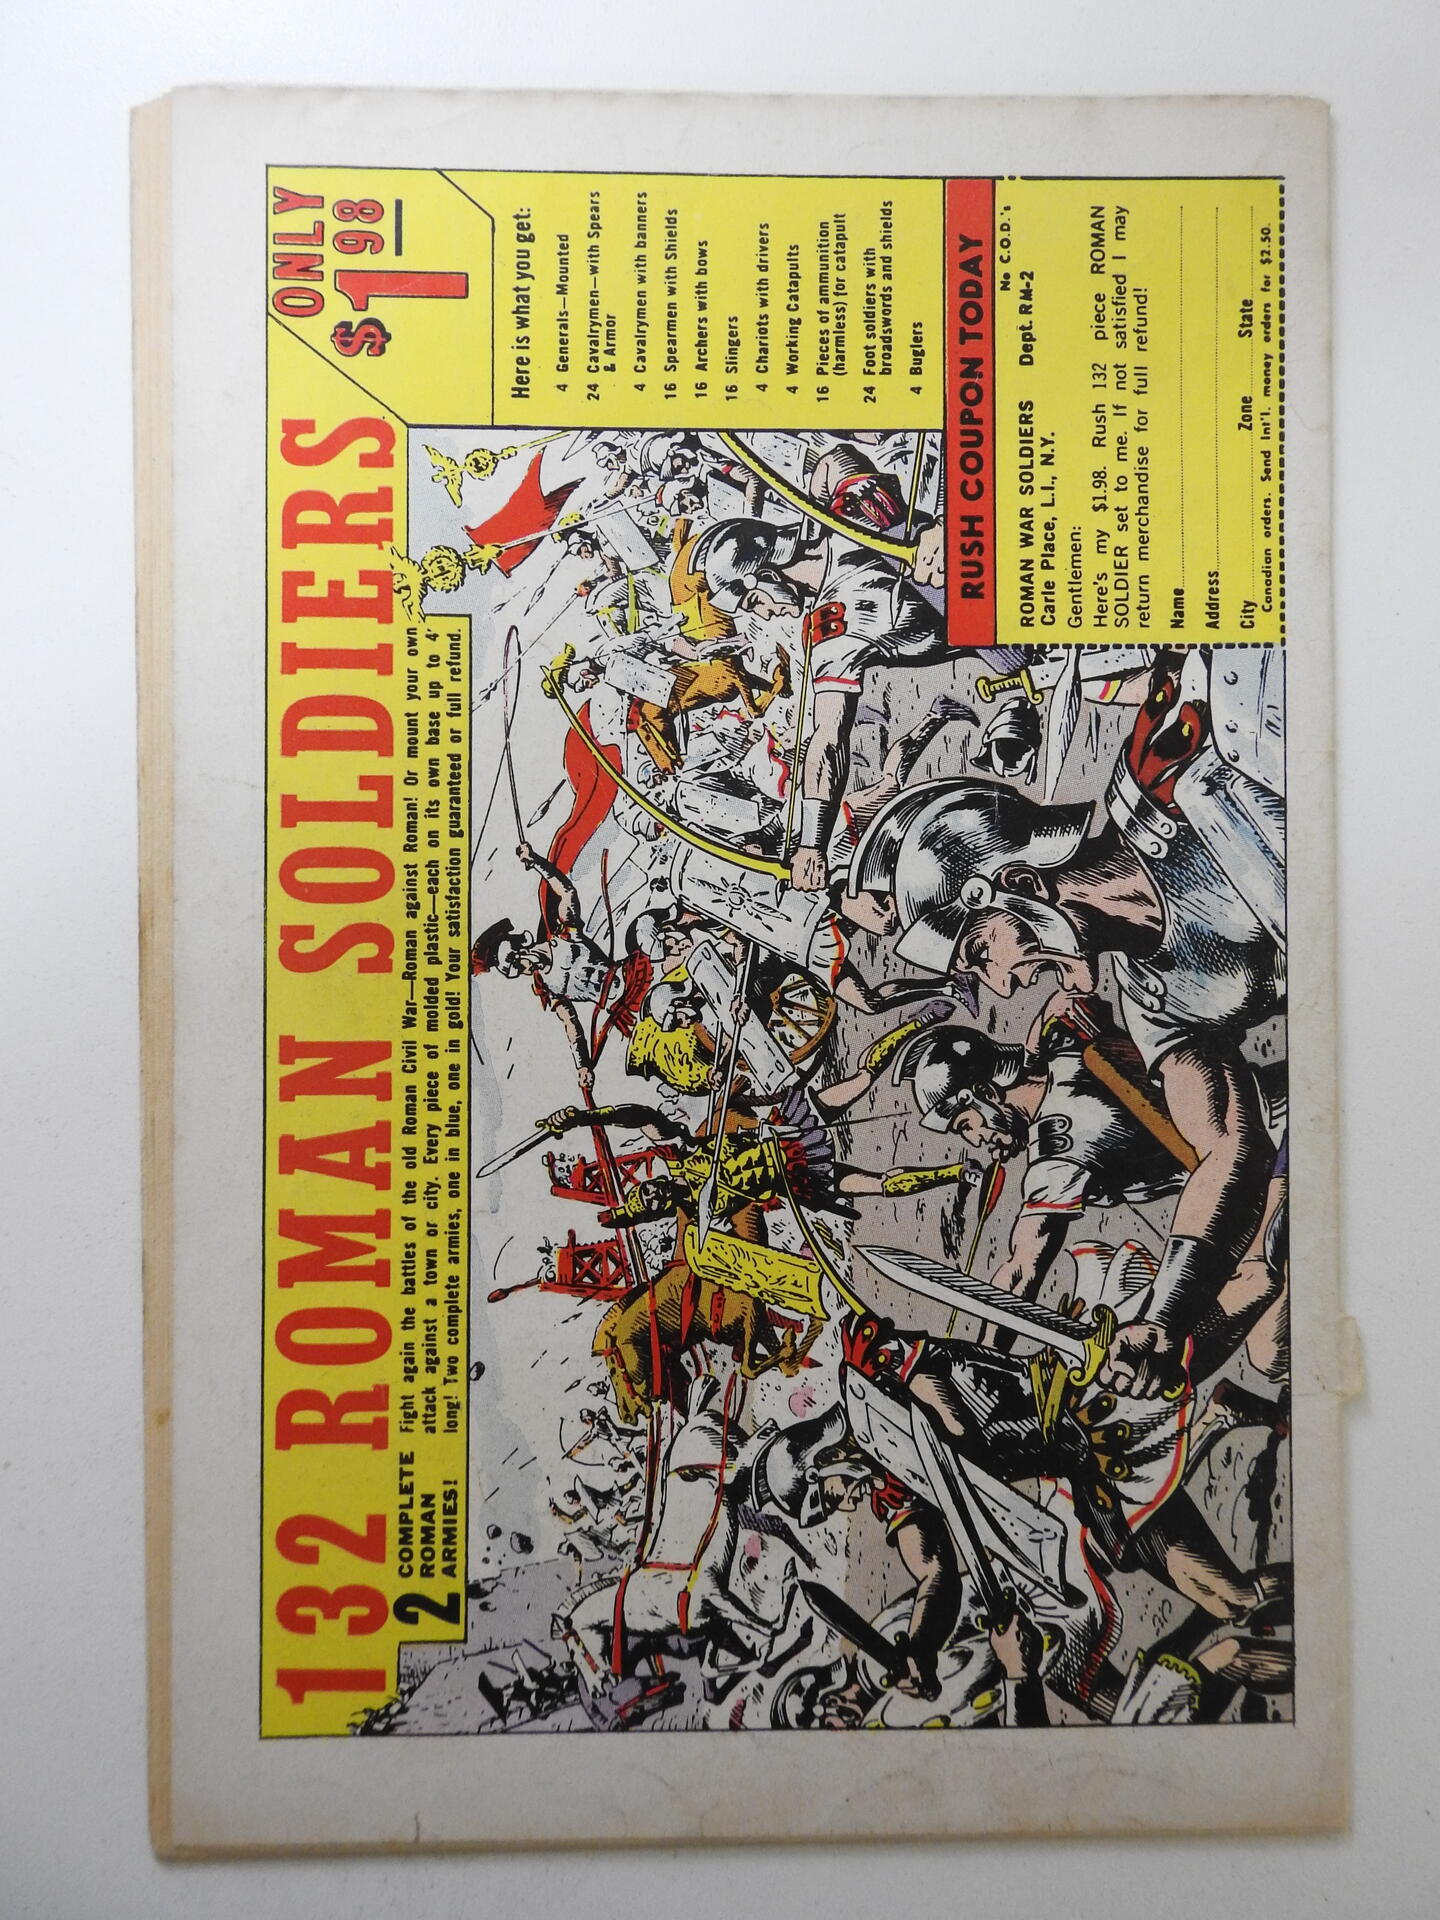 132 ROMAN SOLDIERS
ONLY
$1.98
2 COMPLETE
ROMAN
ARMIES!
Fight again the battles of the old Roman Civil War—Roman against Roman! Or mount your own
attack against a town or city. Every piece of molded plastic—each on its own base up to 4"
long! Two complete armies, one in blue, one in gold! Your satisfaction guaranteed or full refund.
Here is what you get:
4 Generals—Mounted
24 Cavalrymen—with Spears
& Armor
4 Cavalrymen with banners
16 Spearmen with Shields
16 Archers with bows
16 Slingers
4 Chariots with drivers
4 Working Catapults
16 Pieces of ammunition
(harmless) for catapult
24 Foot soldiers with
broadswords and shields
4 Buglers
RUSH COUPON TODAY
No C.O.D.'s
ROMAN WAR SOLDIERS Dept. RM-2
Carle Place, L.I., N.Y.
Gentlemen:
Here's my $1.98. Rush 132 piece ROMAN
SOLDIER set to me. If not satisfied I may
return merchandise for full refund!
Name
Address
City Zone State
Canadian orders. Send Int'l. money orders for $2.50.